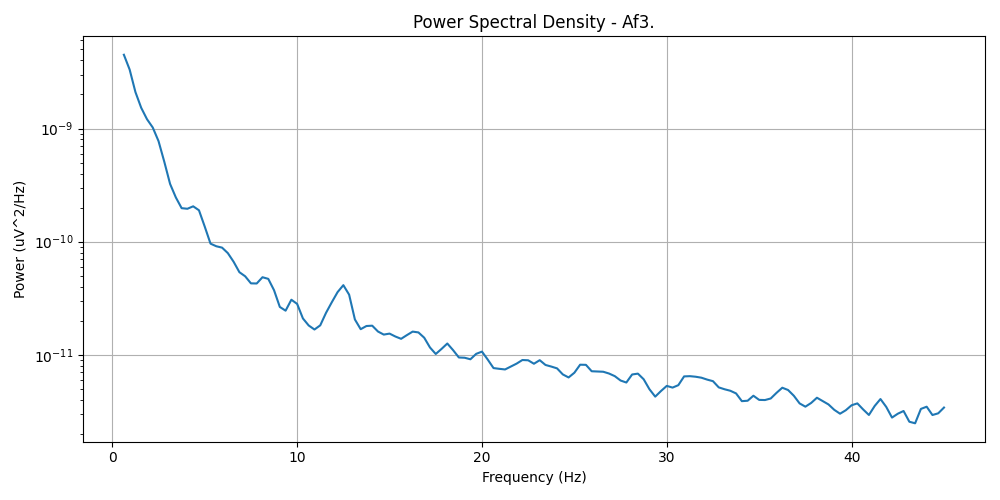 Power Spectral Density - Af3.
Power (uV^2/Hz)
10⁻⁹
10⁻¹⁰
10⁻¹¹
0 10 20 30 40
Frequency (Hz)